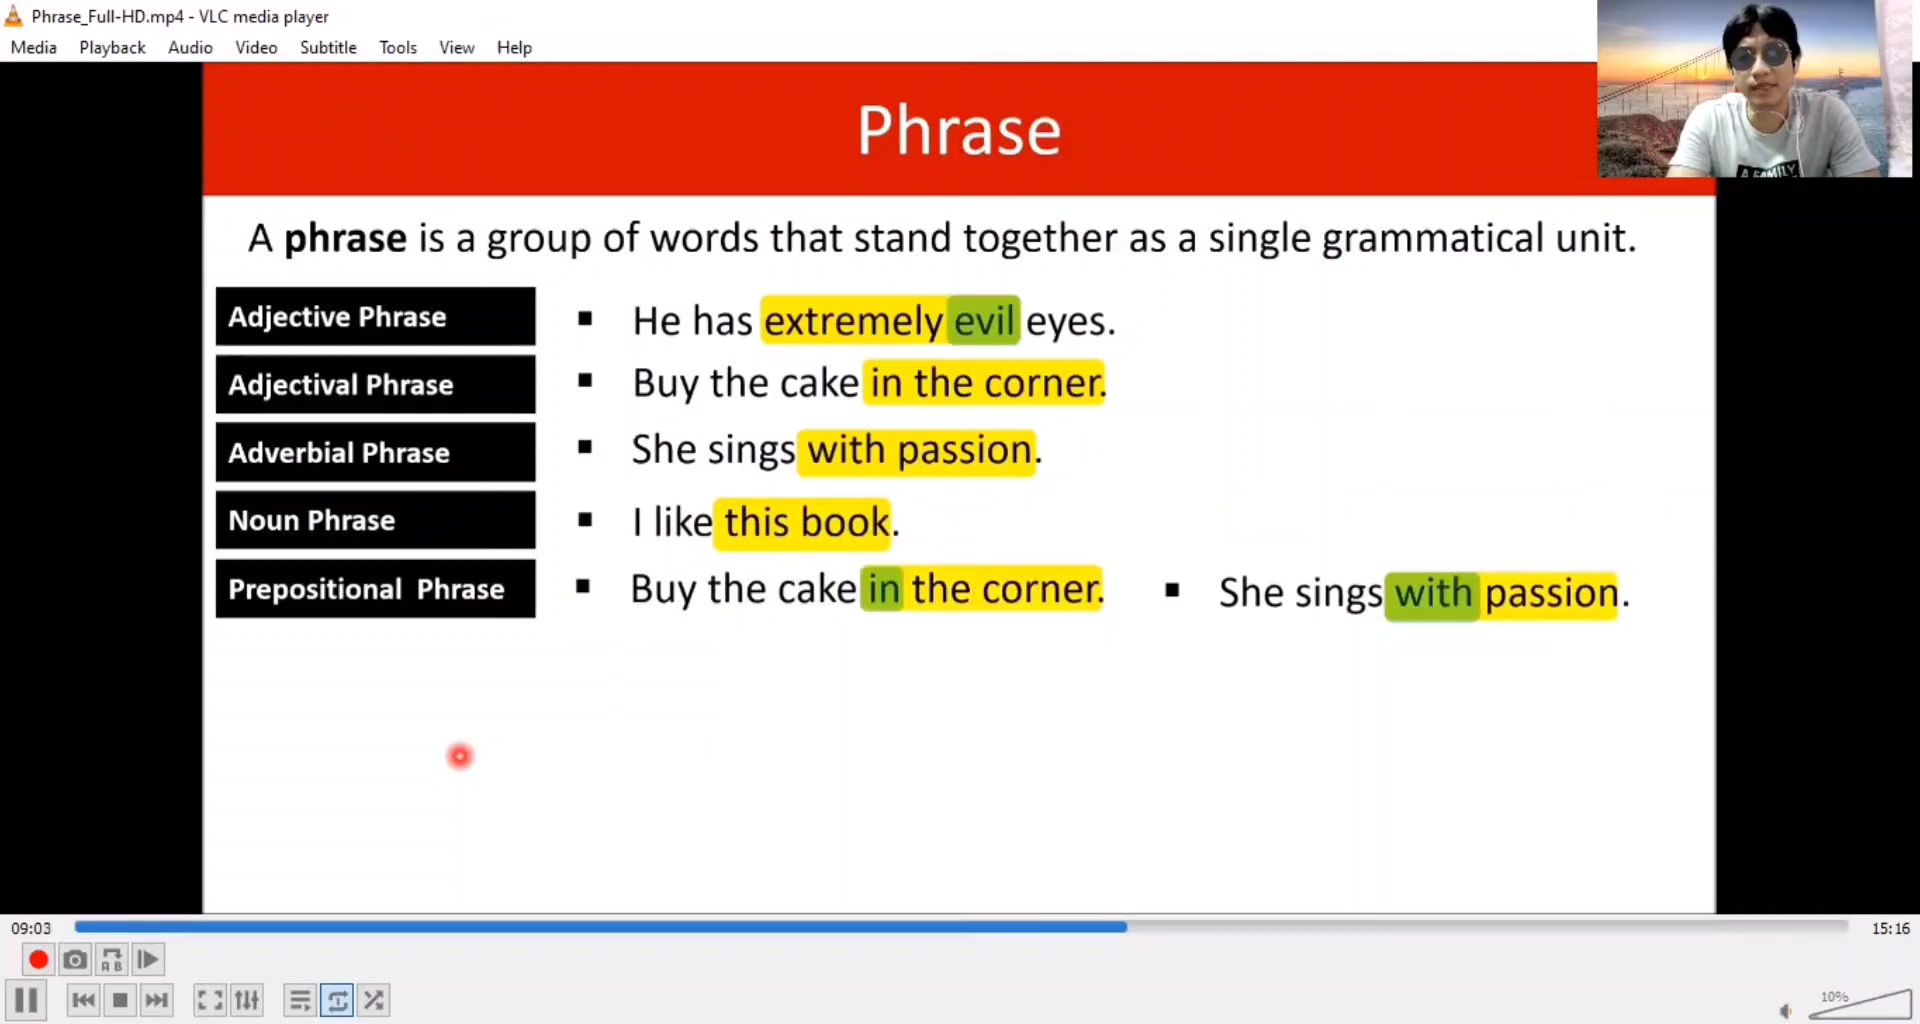 Phrase_Full-HD.mp4 - VLC media player
Media Playback Audio Video Subtitle Tools View Help
Phrase
A FAMILY
A phrase is a group of words that stand together as a single grammatical unit.
Adjective Phrase ▪ He has extremely evil eyes.
Adjectival Phrase ▪ Buy the cake in the corner.
Adverbial Phrase ▪ She sings with passion.
Noun Phrase ▪ I like this book.
Prepositional Phrase ▪ Buy the cake in the corner. ▪ She sings with passion.
09:03 15:16
A B
10%